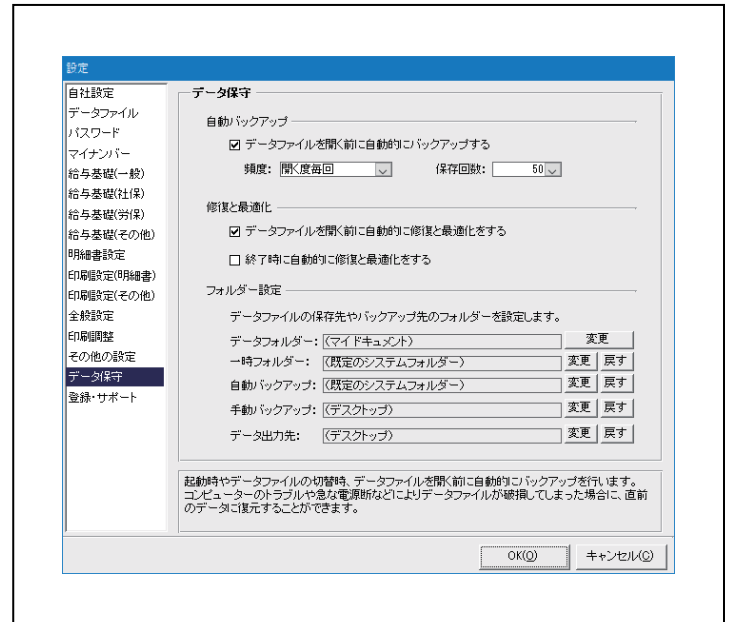 設定
自社設定
データファイル
パスワード
マイナンバー
給与基礎(一般)
給与基礎(社保)
給与基礎(労保)
給与基礎(その他)
明細書設定
印刷設定(明細書)
印刷設定(その他)
全般設定
印刷調整
その他の設定
データ保守
登録・サポート
データ保守
自動バックアップ
データファイルを開く前に自動的にバックアップする
頻度: 開く度毎回 保存回数: 50
修復と最適化
データファイルを開く前に自動的に修復と最適化をする
終了時に自動的に修復と最適化をする
フォルダー設定
データファイルの保存先やバックアップ先のフォルダーを設定します。
データフォルダー: (マイドキュメント) 変更
一時フォルダー: (既定のシステムフォルダー) 変更 戻す
自動バックアップ: (既定のシステムフォルダー) 変更 戻す
手動バックアップ: (デスクトップ) 変更 戻す
データ出力先: (デスクトップ) 変更 戻す
起動時やデータファイルの切替時、データファイルを開く前に自動的にバックアップを行います。
コンピューターのトラブルや急な電源断などによりデータファイルが破損してしまった場合に、直前
のデータに復元することができます。
OK(O) キャンセル(C)